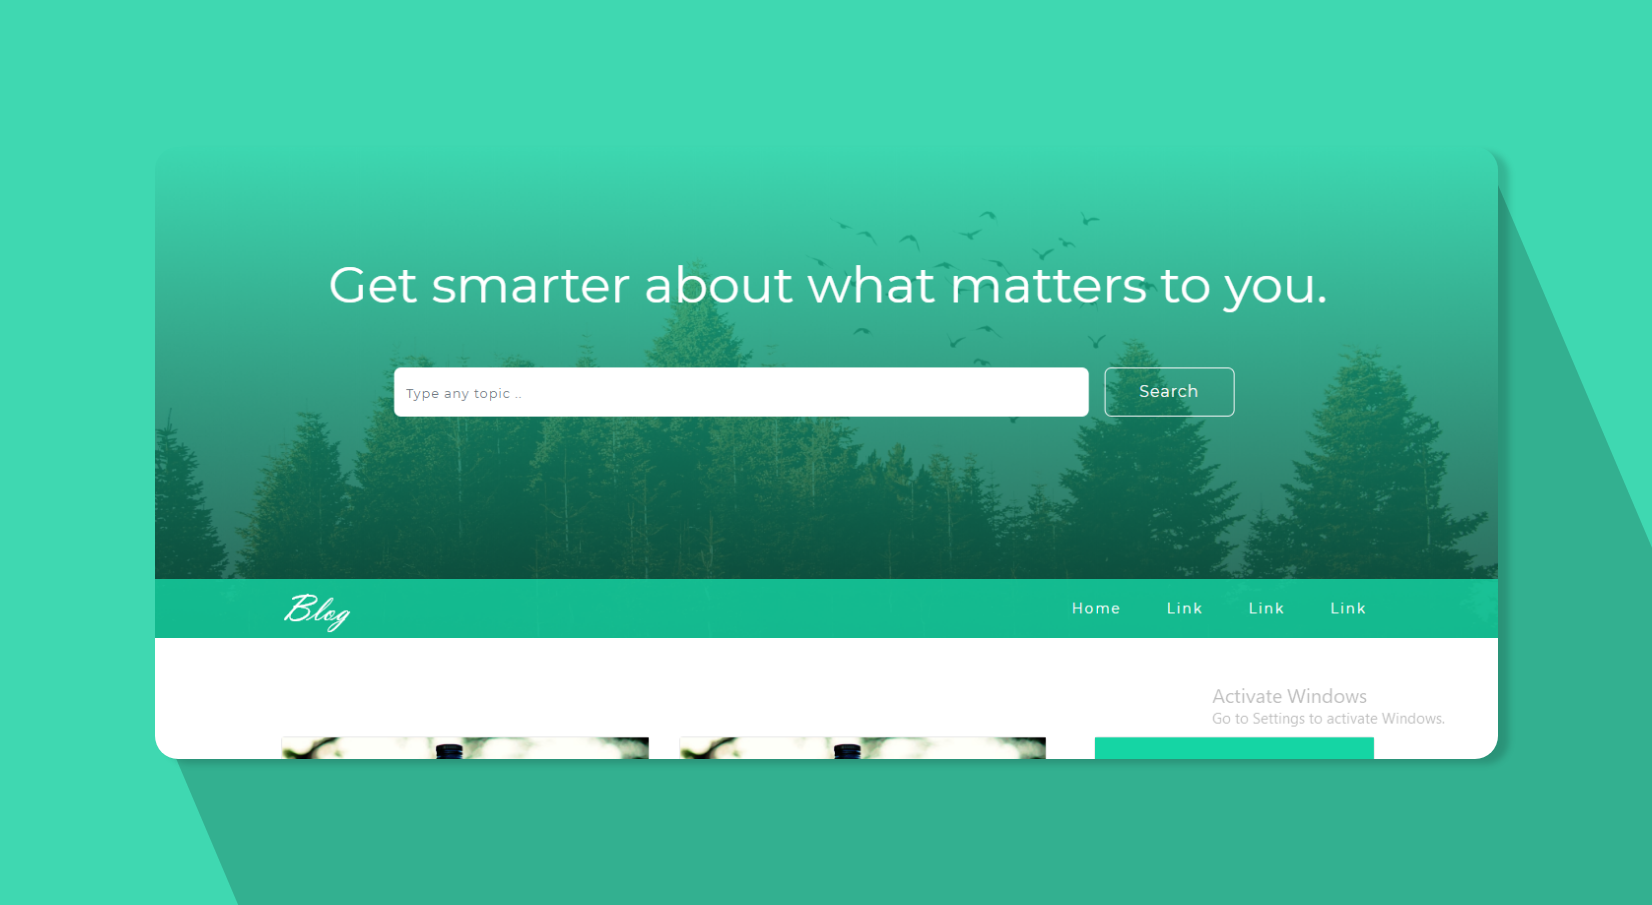 Get smarter about what matters to you.
Type any topic ..
Search
Blog
Home Link Link Link
Activate Windows
Go to Settings to activate Windows.